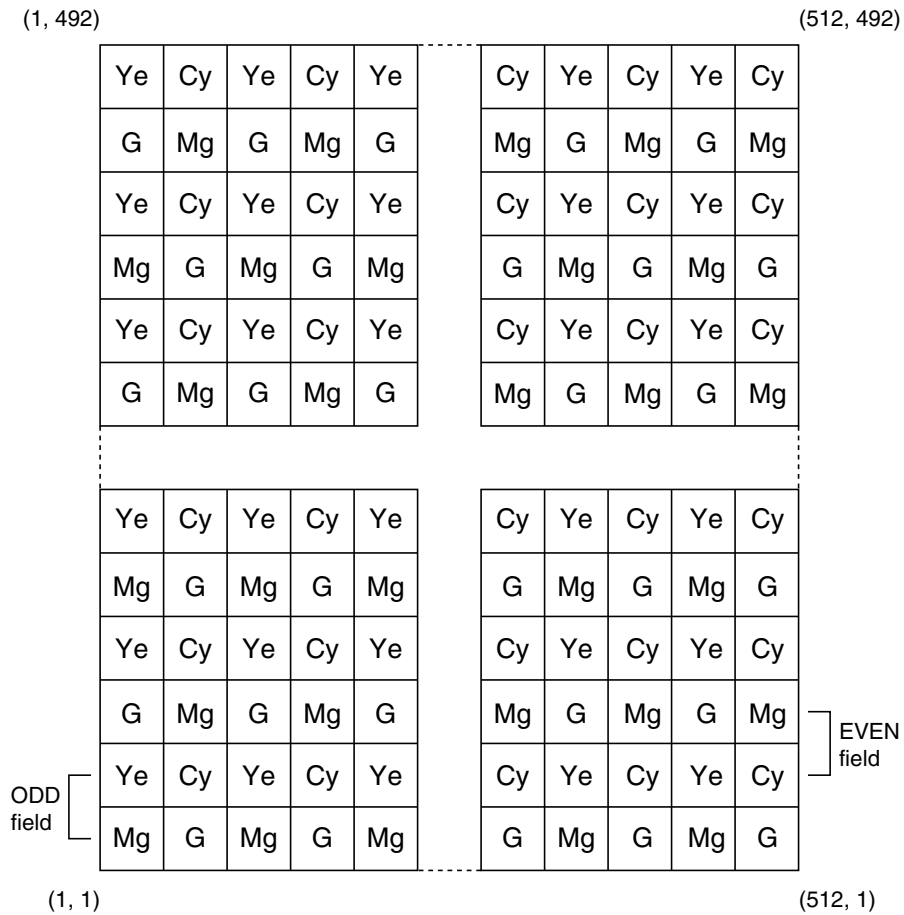 (1, 492) (512, 492)
Ye Cy Ye Cy Ye Cy Ye Cy Ye Cy
G Mg G Mg G Mg G Mg G Mg
Ye Cy Ye Cy Ye Cy Ye Cy Ye Cy
Mg G Mg G Mg G Mg G Mg G
Ye Cy Ye Cy Ye Cy Ye Cy Ye Cy
G Mg G Mg G Mg G Mg G Mg
Ye Cy Ye Cy Ye Cy Ye Cy Ye Cy
Mg G Mg G Mg G Mg G Mg G
Ye Cy Ye Cy Ye Cy Ye Cy Ye Cy
G Mg G Mg G Mg G Mg G Mg
EVEN
field
Ye Cy Ye Cy Ye Cy Ye Cy Ye Cy
ODD
field
Mg G Mg G Mg G Mg G Mg G
(1, 1) (512, 1)